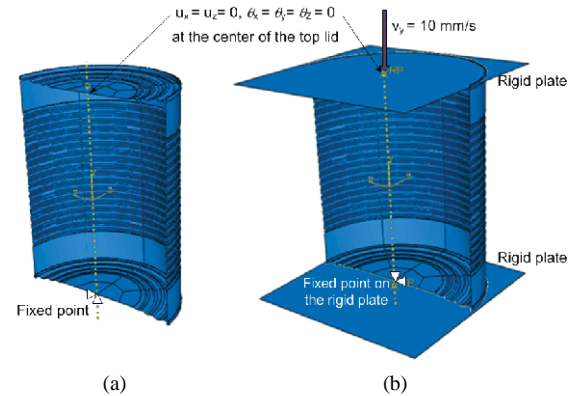 uₓ = u_z = 0, θₓ = θᵧ = θ_z = 0
at the center of the top lid
vᵧ = 10 mm/s
RP
Rigid plate
Rigid plate
Fixed point
Fixed point on
the rigid plate
(a)
(b)